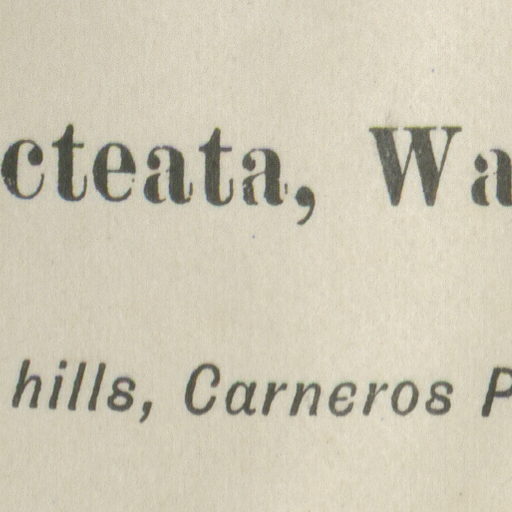 cteata, Wa
hills, Carneros P